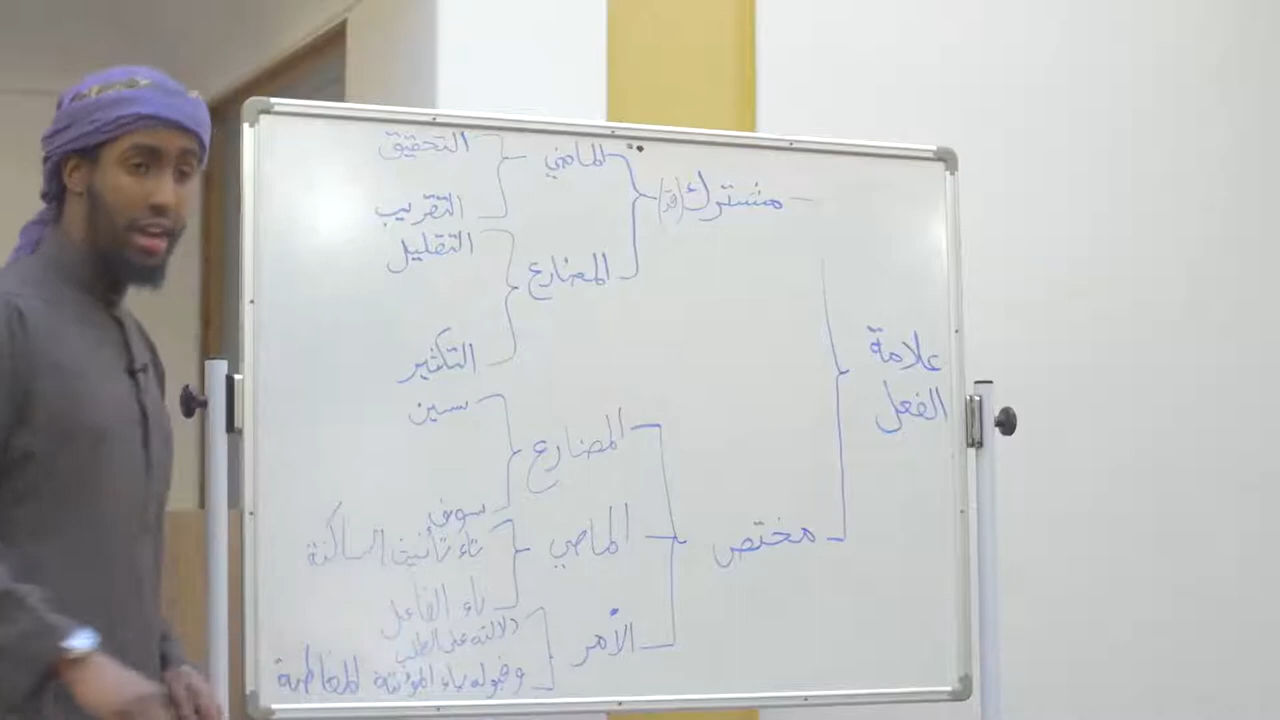 علامة
الفعل
مشترك (قد)
الماضي
التحقيق
التقريب
المضارع
التقليل
التكثير
مختص
المضارع
سين
سوف
الماضي
تاء تأنيث الساكنة
تاء الفاعل
الأمر
دلالته على الطلب
وقبوله ياء المؤنثة المخاطبة